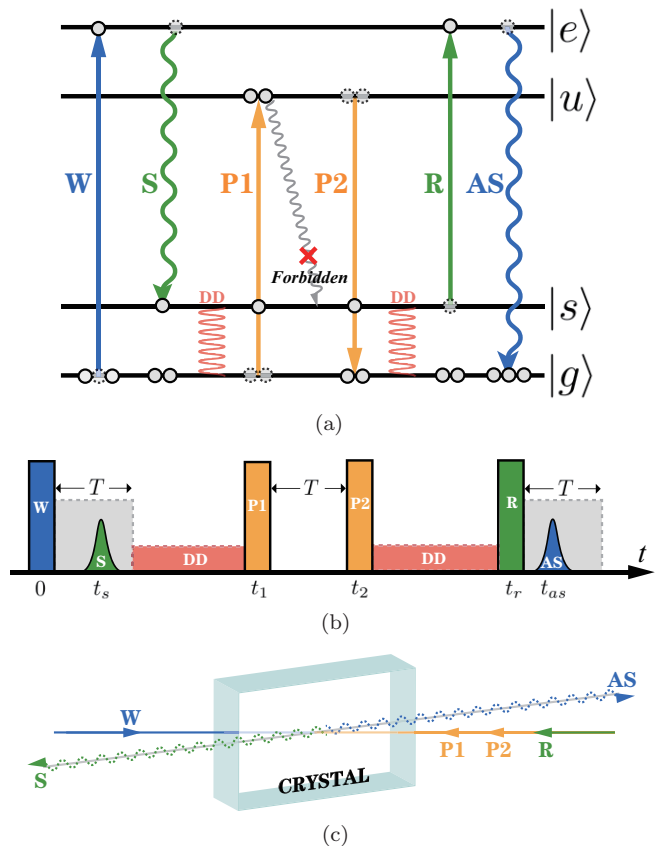 |e⟩
|u⟩
W S P1 P2 R AS
Forbidden
DD DD
|s⟩
|g⟩
(a)
T T T
W P1 P2 R
S DD DD AS
t
0 t_s t_1 t_2 t_r t_as
(b)
AS
W
P1 P2 R
S
CRYSTAL
(c)